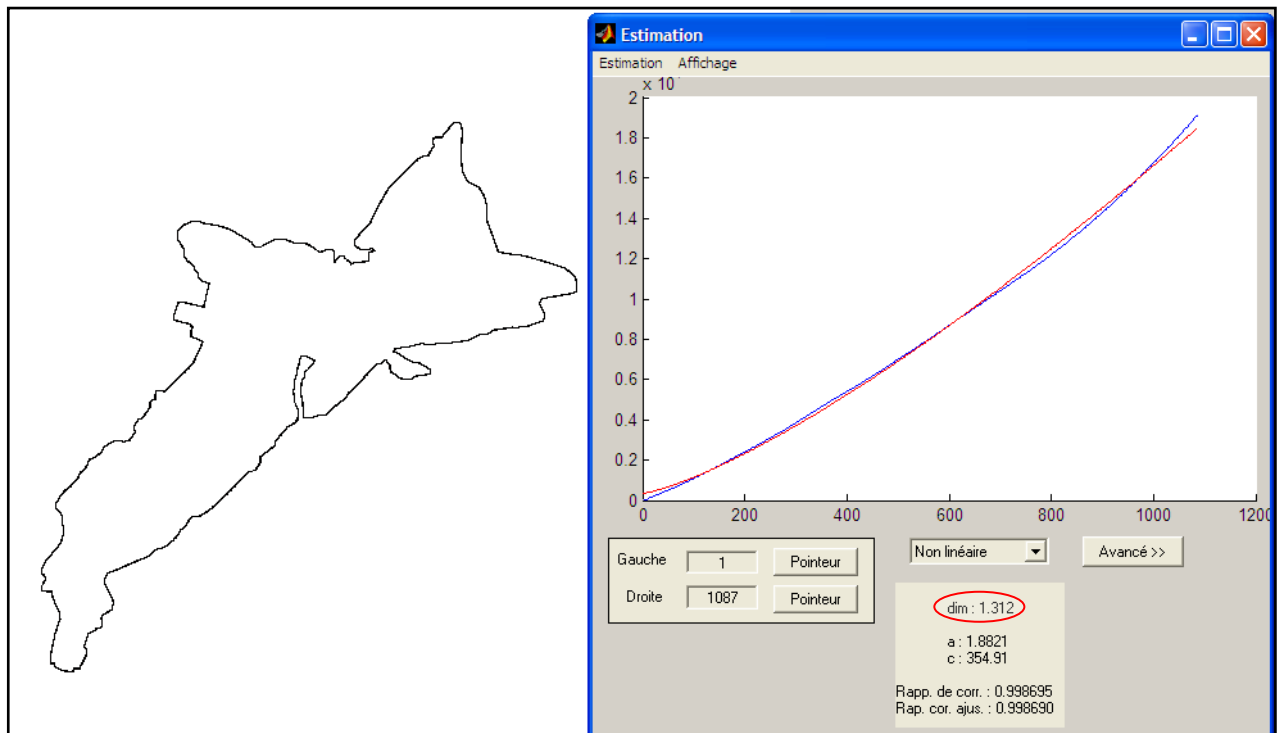 Estimation
Estimation Affichage
x 10
2
1.8
1.6
1.4
1.2
1
0.8
0.6
0.4
0.2
0
0 200 400 600 800 1000 1200
Gauche 1 Pointeur
Droite 1087 Pointeur
Non linéaire
Avancé >>
dim : 1.312
a : 1.8821
c : 354.91
Rapp. de corr. : 0.998695
Rap. cor. ajus. : 0.998690